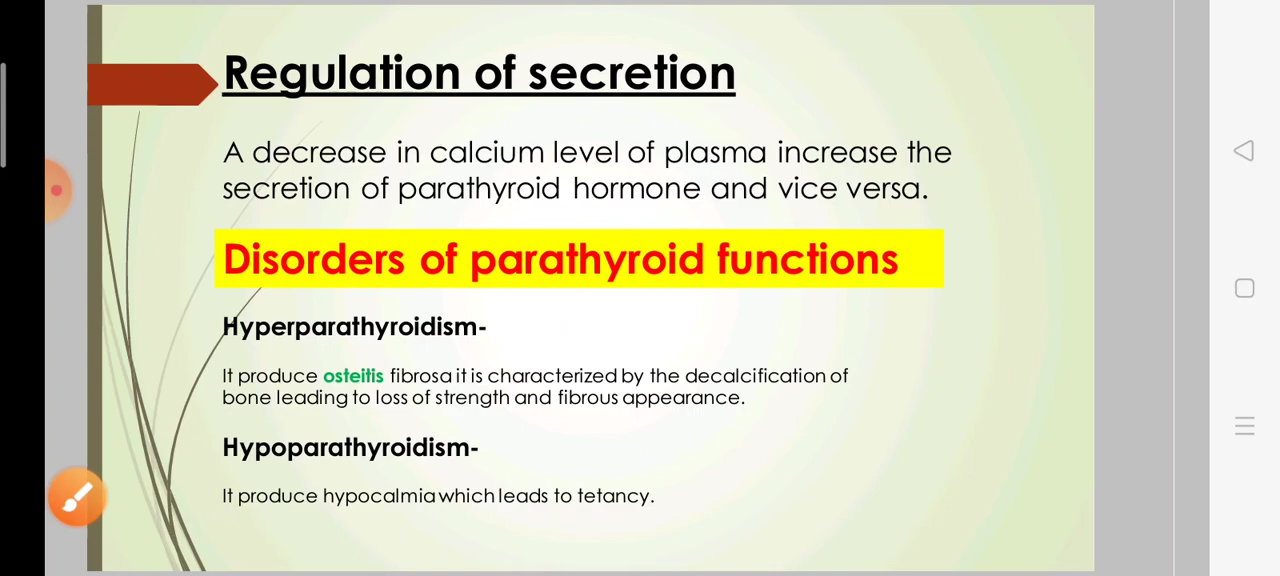 Regulation of secretion
A decrease in calcium level of plasma increase the
secretion of parathyroid hormone and vice versa.
Disorders of parathyroid functions
Hyperparathyroidism-
It produce osteitis fibrosa it is characterized by the decalcification of
bone leading to loss of strength and fibrous appearance.
Hypoparathyroidism-
It produce hypocalmia which leads to tetancy.